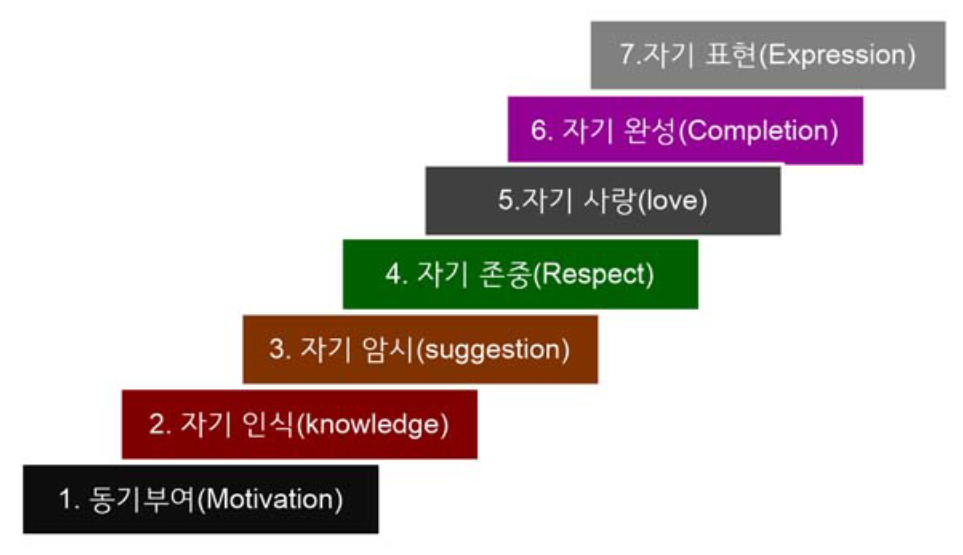 7.자기 표현(Expression)
6. 자기 완성(Completion)
5.자기 사랑(love)
4. 자기 존중(Respect)
3. 자기 암시(suggestion)
2. 자기 인식(knowledge)
1. 동기부여(Motivation)